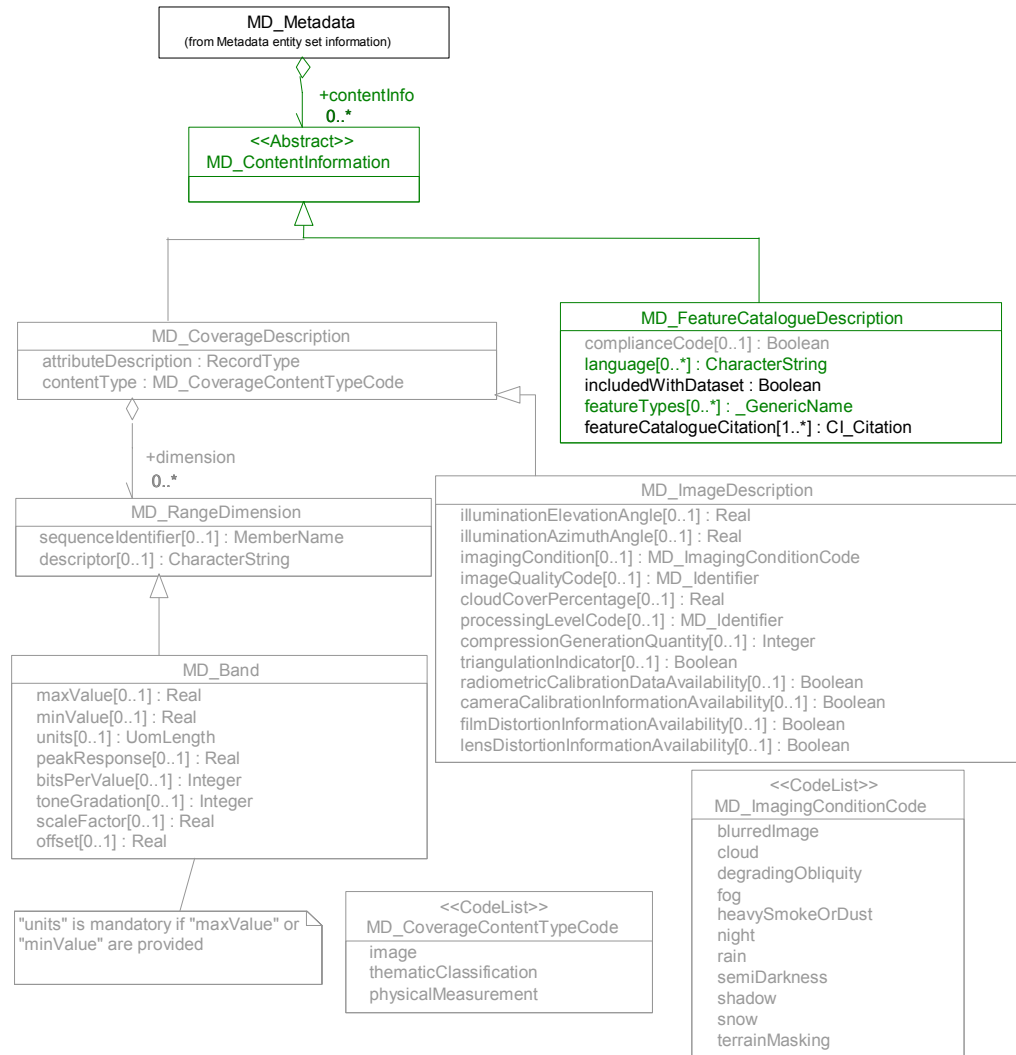 MD_Metadata
(from Metadata entity set information)
+contentInfo
0..*
<<Abstract>>
MD_ContentInformation
MD_CoverageDescription
attributeDescription : RecordType
contentType : MD_CoverageContentTypeCode
MD_FeatureCatalogueDescription
complianceCode[0..1] : Boolean
language[0..*] : CharacterString
includedWithDataset : Boolean
featureTypes[0..*] : _GenericName
featureCatalogueCitation[1..*] : CI_Citation
+dimension
0..*
MD_RangeDimension
sequenceIdentifier[0..1] : MemberName
descriptor[0..1] : CharacterString
MD_ImageDescription
illuminationElevationAngle[0..1] : Real
illuminationAzimuthAngle[0..1] : Real
imagingCondition[0..1] : MD_ImagingConditionCode
imageQualityCode[0..1] : MD_Identifier
cloudCoverPercentage[0..1] : Real
processingLevelCode[0..1] : MD_Identifier
compressionGenerationQuantity[0..1] : Integer
triangulationIndicator[0..1] : Boolean
radiometricCalibrationDataAvailability[0..1] : Boolean
cameraCalibrationInformationAvailability[0..1] : Boolean
filmDistortionInformationAvailability[0..1] : Boolean
lensDistortionInformationAvailability[0..1] : Boolean
MD_Band
maxValue[0..1] : Real
minValue[0..1] : Real
units[0..1] : UomLength
peakResponse[0..1] : Real
bitsPerValue[0..1] : Integer
toneGradation[0..1] : Integer
scaleFactor[0..1] : Real
offset[0..1] : Real
"units" is mandatory if "maxValue" or
"minValue" are provided
<<CodeList>>
MD_CoverageContentTypeCode
image
thematicClassification
physicalMeasurement
<<CodeList>>
MD_ImagingConditionCode
blurredImage
cloud
degradingObliquity
fog
heavySmokeOrDust
night
rain
semiDarkness
shadow
snow
terrainMasking